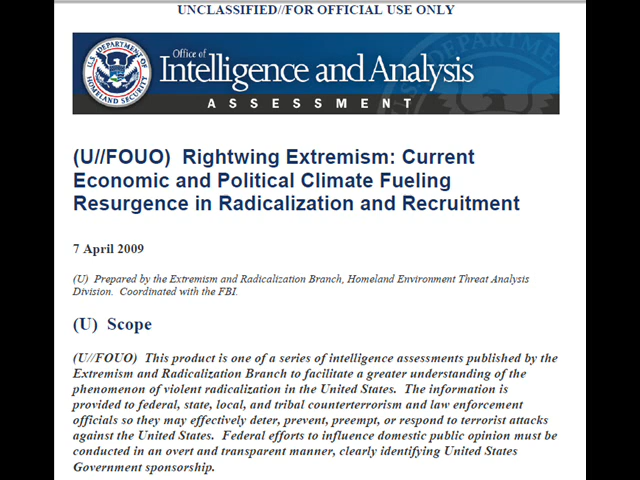 UNCLASSIFIED//FOR OFFICIAL USE ONLY
U.S. DEPARTMENT OF
HOMELAND SECURITY
Office of
Intelligence and Analysis
ASSESSMENT
(U//FOUO) Rightwing Extremism: Current
Economic and Political Climate Fueling
Resurgence in Radicalization and Recruitment
7 April 2009
(U) Prepared by the Extremism and Radicalization Branch, Homeland Environment Threat Analysis
Division. Coordinated with the FBI.
(U) Scope
(U//FOUO) This product is one of a series of intelligence assessments published by the
Extremism and Radicalization Branch to facilitate a greater understanding of the
phenomenon of violent radicalization in the United States. The information is
provided to federal, state, local, and tribal counterterrorism and law enforcement
officials so they may effectively deter, prevent, preempt, or respond to terrorist attacks
against the United States. Federal efforts to influence domestic public opinion must be
conducted in an overt and transparent manner, clearly identifying United States
Government sponsorship.